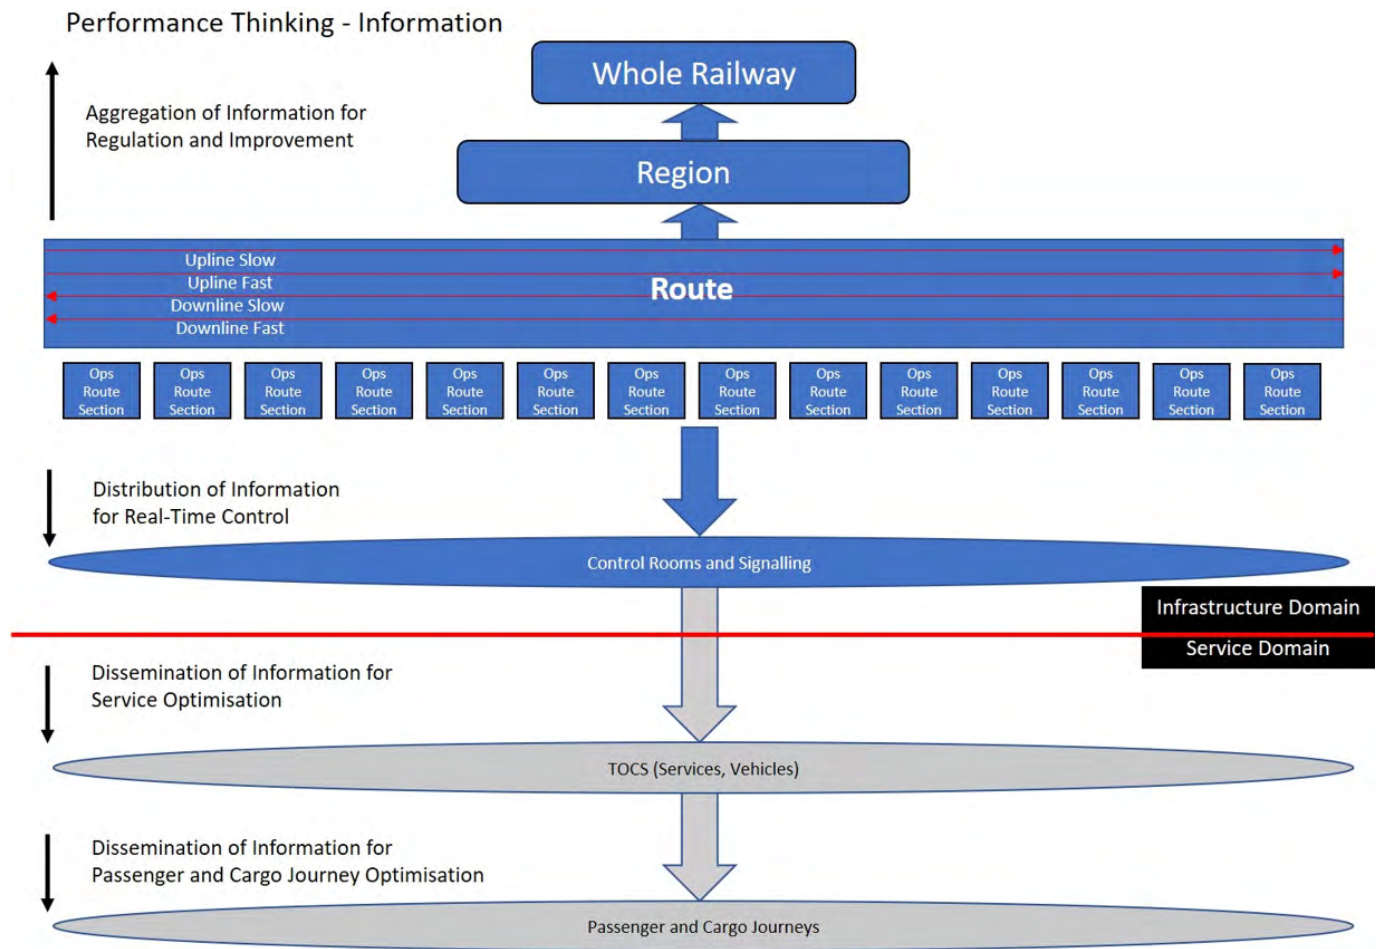 Performance Thinking - Information
Whole Railway
Aggregation of Information for
Regulation and Improvement
Region
Upline Slow
Upline Fast
Route
Downline Slow
Downline Fast
Ops
Route
Section
Ops
Route
Section
Ops
Route
Section
Ops
Route
Section
Ops
Route
Section
Ops
Route
Section
Ops
Route
Section
Ops
Route
Section
Ops
Route
Section
Ops
Route
Section
Ops
Route
Section
Ops
Route
Section
Ops
Route
Section
Ops
Route
Section
Distribution of Information
for Real-Time Control
Control Rooms and Signalling
Infrastructure Domain
Service Domain
Dissemination of Information for
Service Optimisation
TOCS (Services, Vehicles)
Dissemination of Information for
Passenger and Cargo Journey Optimisation
Passenger and Cargo Journeys